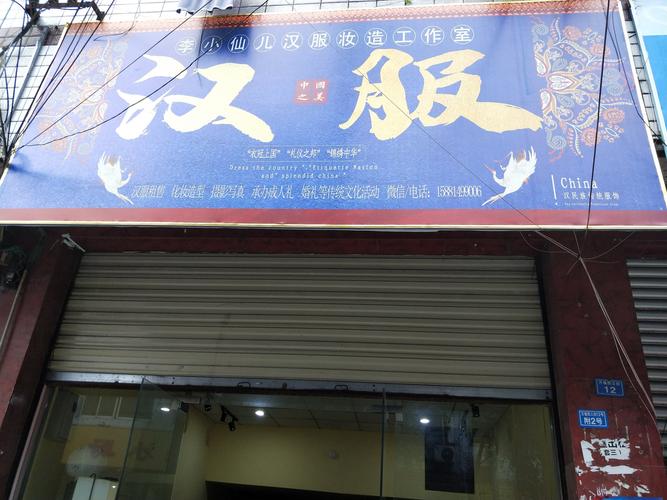 李小仙儿汉服妆造工作室
汉服
中国
之美
"衣冠上国" "礼仪之邦" "锦绣中华"
Dress the country "."Etiquette Nation
and" splendid china"
汉服租售 化妆造型 摄影写真 承办成人礼 婚礼等传统文化活动 微信/电话:15881499006
China
汉民族传统服饰
12
附2号